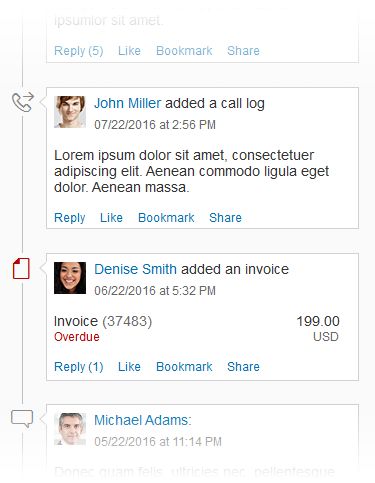 ipsumior sit amet.
Reply (5) Like Bookmark Share
John Miller added a call log
07/22/2016 at 2:56 PM
Lorem ipsum dolor sit amet, consectetuer
adipiscing elit. Aenean commodo ligula eget
dolor. Aenean massa.
Reply Like Bookmark Share
Denise Smith added an invoice
06/22/2016 at 5:32 PM
Invoice (37483) 199.00
Overdue USD
Reply (1) Like Bookmark Share
Michael Adams:
05/22/2016 at 11:14 PM
Donec quam felis, ultricies nec, pellentesque